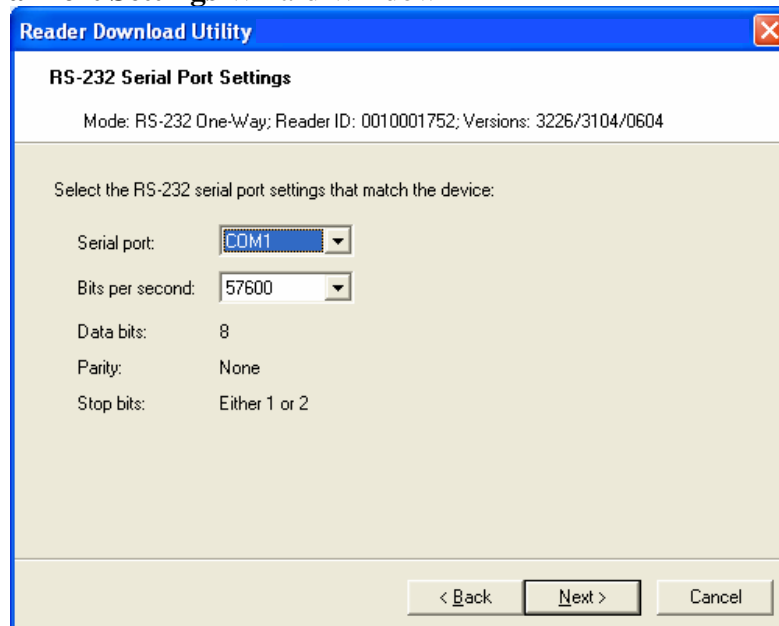 Reader Download Utility
RS-232 Serial Port Settings
Mode: RS-232 One-Way; Reader ID: 0010001752; Versions: 3226/3104/0604
Select the RS-232 serial port settings that match the device:
Serial port: COM1
Bits per second: 57600
Data bits: 8
Parity: None
Stop bits: Either 1 or 2
< Back Next > Cancel